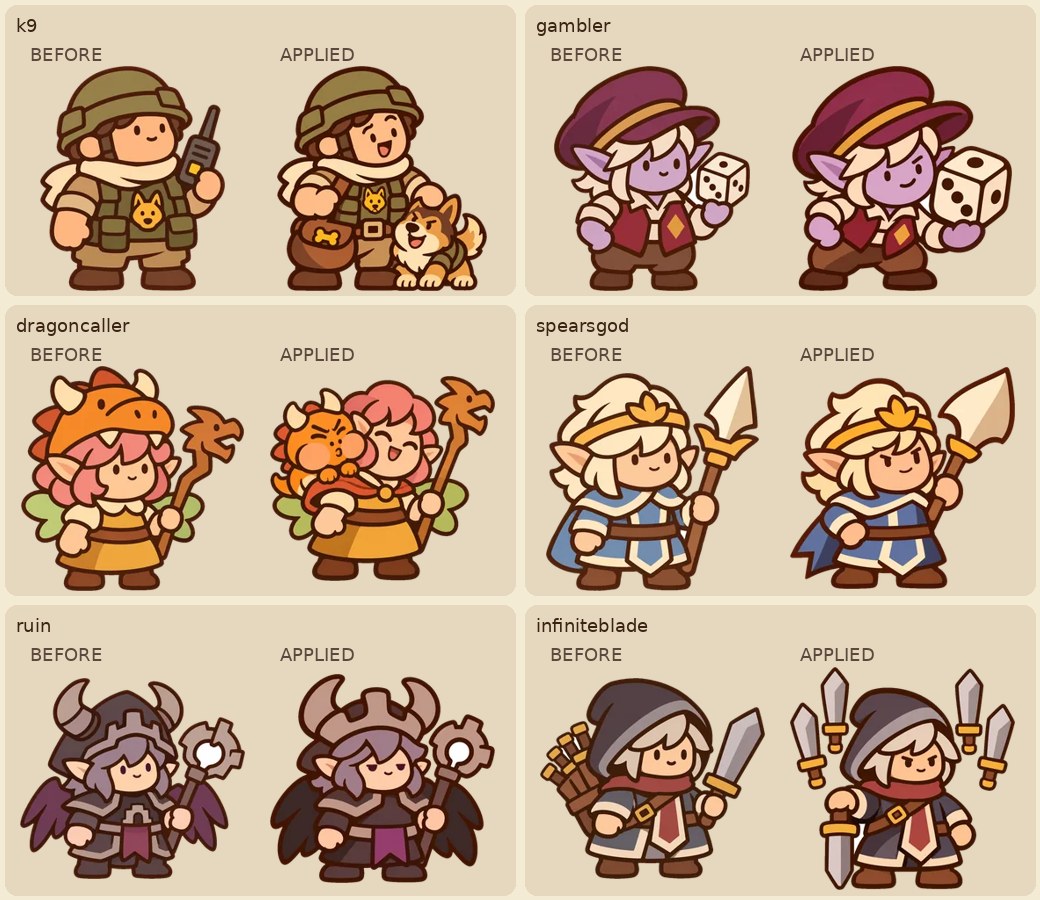 k9
BEFORE APPLIED
gambler
BEFORE APPLIED
dragoncaller
BEFORE APPLIED
spearsgod
BEFORE APPLIED
ruin
BEFORE APPLIED
infiniteblade
BEFORE APPLIED